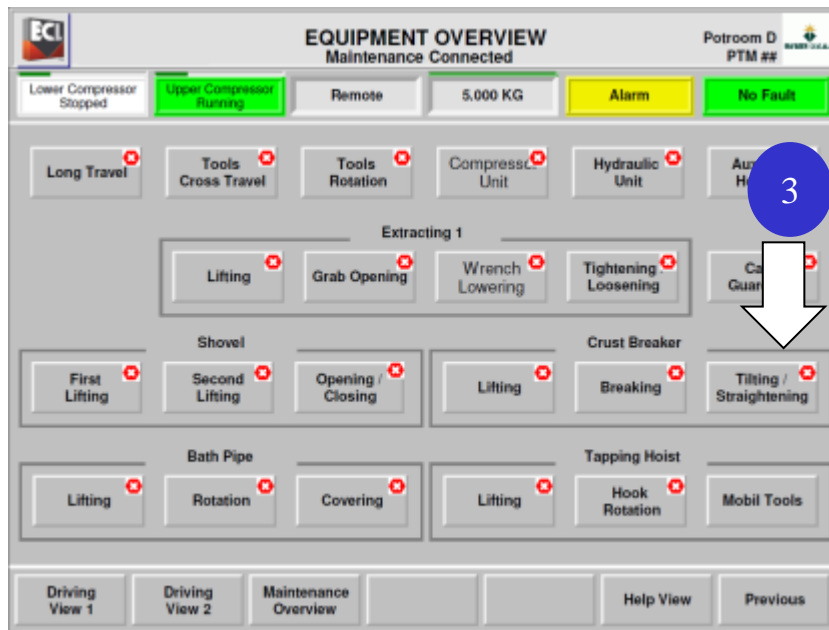 ECL
EQUIPMENT OVERVIEW
Maintenance Connected
Potroom D
PTM ##
Lower Compressor
Stopped
Upper Compressor
Running
Remote
5.000 KG
Alarm
No Fault
Long Travel
Tools
Cross Travel
Tools
Rotation
Compressor
Unit
Hydraulic
Unit
3
Extracting 1
Lifting
Grab Opening
Wrench
Lowering
Tightening /
Loosening
Shovel
First
Lifting
Second
Lifting
Opening /
Closing
Crust Breaker
Lifting
Breaking
Tilting /
Straightening
Bath Pipe
Lifting
Rotation
Covering
Tapping Hoist
Lifting
Hook
Rotation
Mobil Tools
Driving
View 1
Driving
View 2
Maintenance
Overview
Help View
Previous